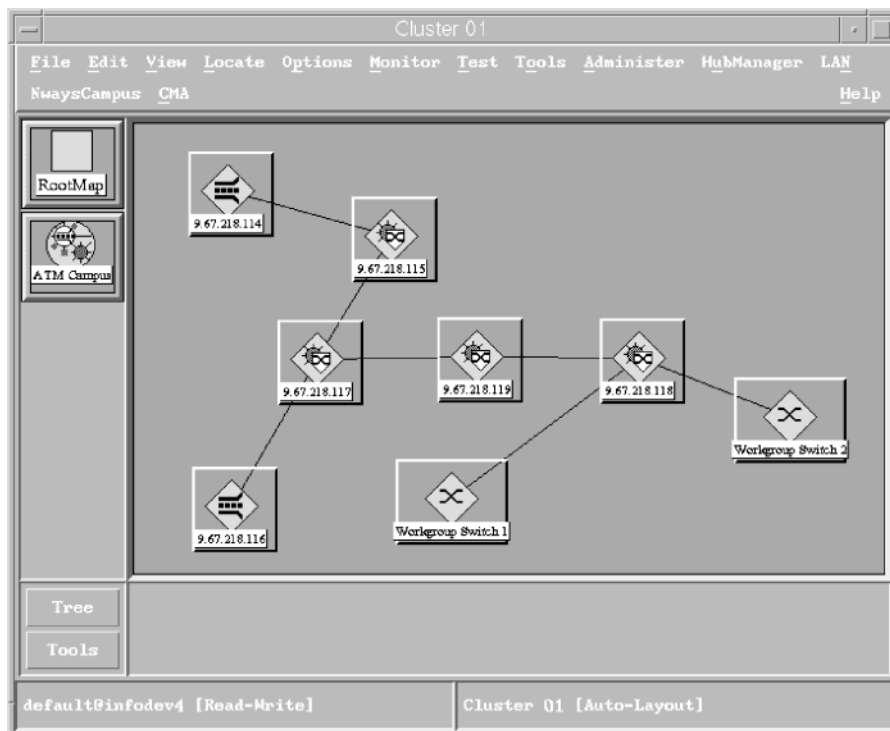 Cluster 01
File Edit View Locate Options Monitor Test Tools Administer HubManager LAN
NwaysCampus CMA Help
RootMap
ATM Campus
9.67.218.114
9.67.218.115
9.67.218.117
9.67.218.119
9.67.218.118
Workgroup Switch 2
9.67.218.116
Workgroup Switch 1
Tree
Tools
default@infodev4 [Read-Write]
Cluster 01 [Auto-Layout]